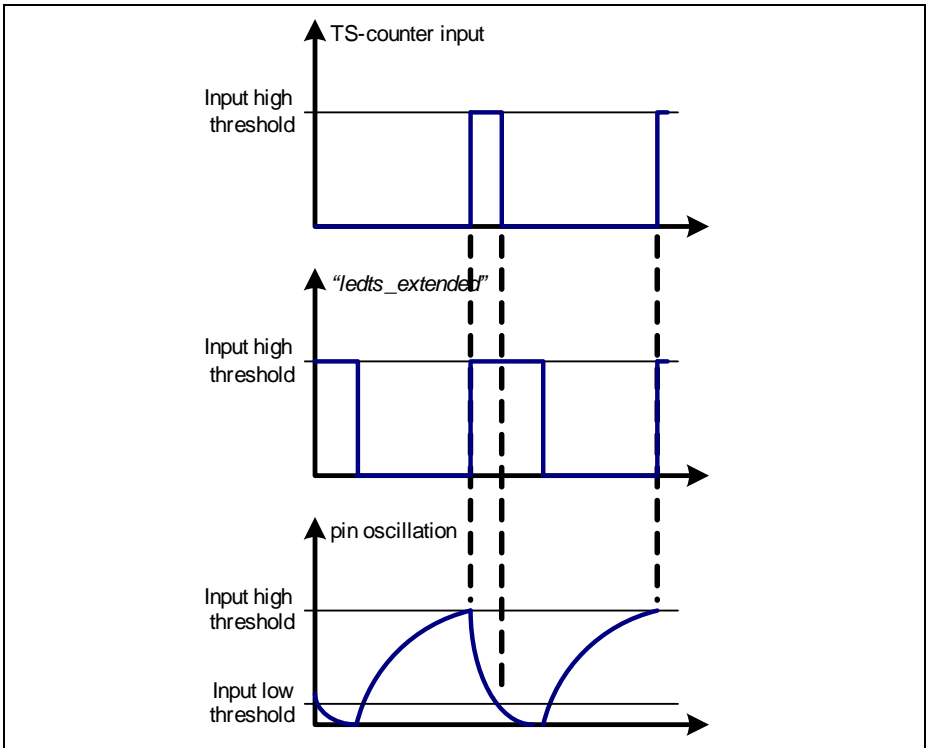 TS-counter input
Input high
threshold
“ledts_extended”
Input high
threshold
pin oscillation
Input high
threshold
Input low
threshold